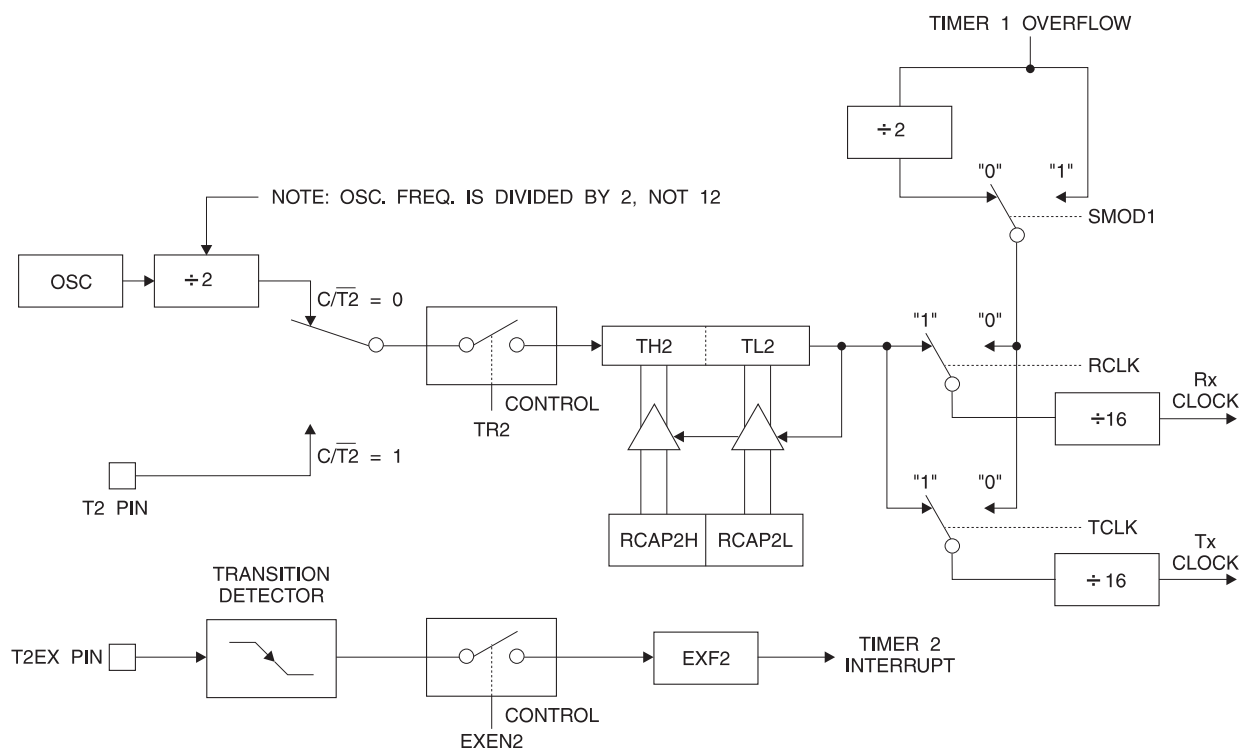 TIMER 1 OVERFLOW
÷2
"0"
"1"
NOTE: OSC. FREQ. IS DIVIDED BY 2, NOT 12
SMOD1
OSC
÷2
C/T̅2̅ = 0
"1"
"0"
TH2
TL2
RCLK
Rx
CLOCK
CONTROL
TR2
÷16
C/T̅2̅ = 1
T2 PIN
"1"
"0"
RCAP2H
RCAP2L
TCLK
Tx
CLOCK
÷16
TRANSITION
DETECTOR
T2EX PIN
EXF2
TIMER 2
INTERRUPT
CONTROL
EXEN2